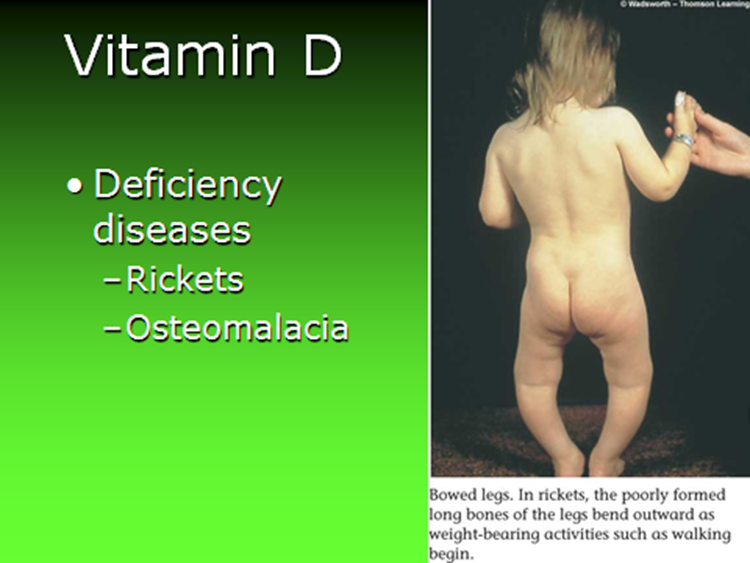 © Wadsworth – Thomson Learning
Vitamin D
• Deficiency
diseases
–Rickets
–Osteomalacia
Bowed legs. In rickets, the poorly formed
long bones of the legs bend outward as
weight-bearing activities such as walking
begin.